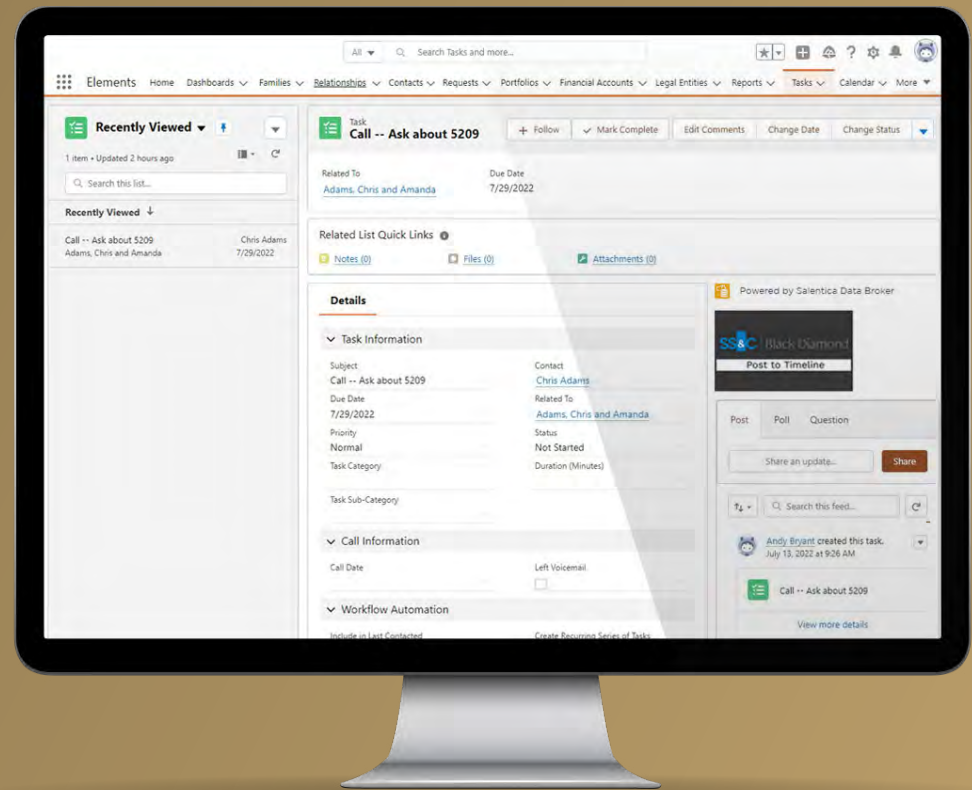 All
Search Tasks and more...
Elements Home Dashboards Families Relationships Contacts Requests Portfolios Financial Accounts Legal Entities Reports Tasks Calendar More
Recently Viewed
1 item • Updated 2 hours ago
Search this list...
Recently Viewed
Call -- Ask about 5209 Chris Adams
Adams, Chris and Amanda 7/29/2022
Task
Call -- Ask about 5209
+ Follow Mark Complete Edit Comments Change Date Change Status
Related To Due Date
Adams, Chris and Amanda 7/29/2022
Related List Quick Links
Notes (0) Files (0) Attachments (0)
Details
Task Information
Subject Contact
Call -- Ask about 5209 Chris Adams
Due Date Related To
7/29/2022 Adams, Chris and Amanda
Priority Status
Normal Not Started
Task Category Duration (Minutes)
Task Sub-Category
Call Information
Call Date Left Voicemail
Workflow Automation
Include in Last Contacted Create Recurring Series of Tasks
Powered by Salentica Data Broker
SS&C Black Diamond
Post to Timeline
Post Poll Question
Share an update... Share
Search this feed...
Andy Bryant created this task.
July 13, 2022 at 9:26 AM
Call -- Ask about 5209
View more details